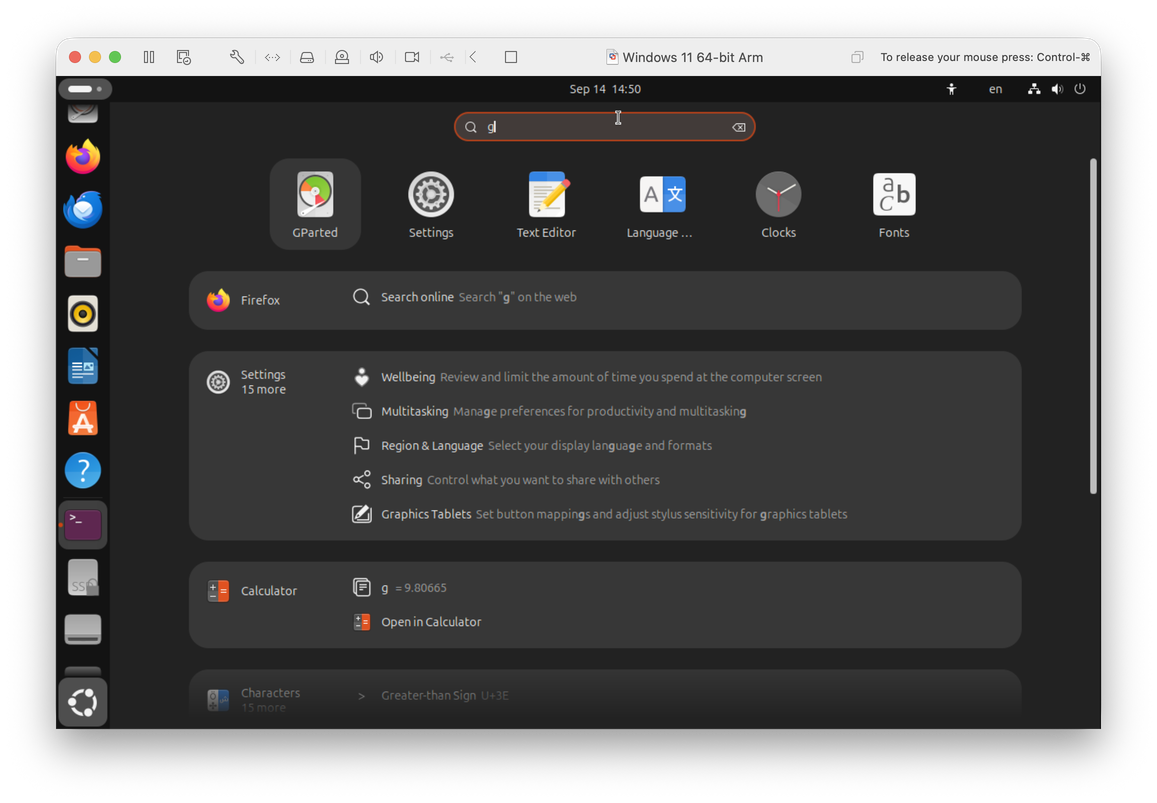 Windows 11 64-bit Arm
To release your mouse press: Control-⌘
Sep 14 14:50
en
g
GParted
Settings
Text Editor
Language ...
Clocks
Fonts
Firefox
Search online Search "g" on the web
Settings
15 more
Wellbeing Review and limit the amount of time you spend at the computer screen
Multitasking Manage preferences for productivity and multitasking
Region & Language Select your display language and formats
Sharing Control what you want to share with others
Graphics Tablets Set button mappings and adjust stylus sensitivity for graphics tablets
Calculator
g = 9.80665
Open in Calculator
Characters
15 more
> Greater-than Sign U+3E